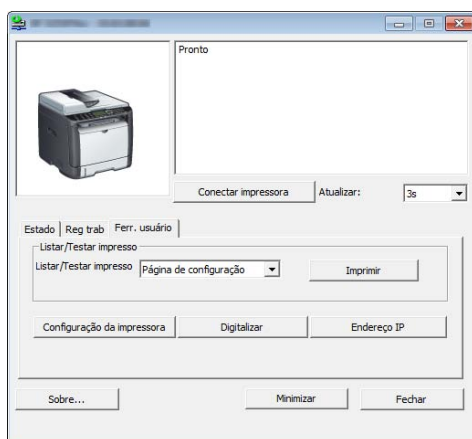 Pronto
Conectar impressora Atualizar: 3s
Estado Reg trab Ferr. usuário
Listar/Testar impresso
Listar/Testar impresso Página de configuração Imprimir
Configuração da impressora Digitalizar Endereço IP
Sobre... Minimizar Fechar